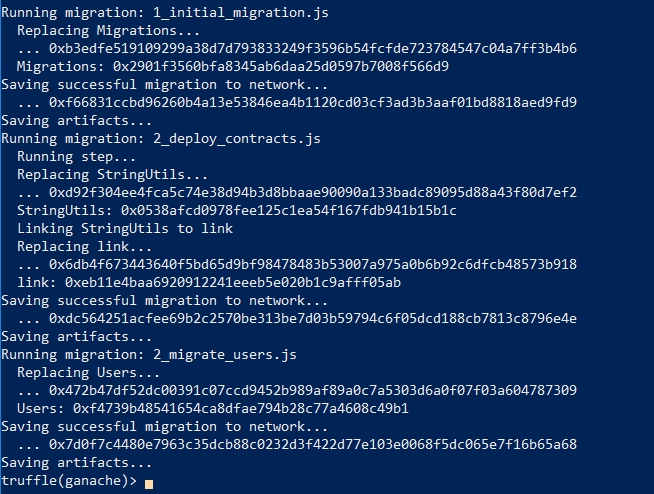 Running migration: 1_initial_migration.js
  Replacing Migrations...
  ... 0xb3edfe519109299a38d7d793833249f3596b54fcfde723784547c04a7ff3b4b6
  Migrations: 0x2901f3560bfa8345ab6daa25d0597b7008f566d9
Saving successful migration to network...
  ... 0xf66831ccbd96260b4a13e53846ea4b1120cd03cf3ad3b3aaf01bd8818aed9fd9
Saving artifacts...
Running migration: 2_deploy_contracts.js
  Running step...
  Replacing StringUtils...
  ... 0xd92f304ee4fca5c74e38d94b3d8bbaae90090a133badc89095d88a43f80d7ef2
  StringUtils: 0x0538afcd0978fee125c1ea54f167fdb941b15b1c
  Linking StringUtils to link
  Replacing link...
  ... 0x6db4f673443640f5bd65d9bf98478483b53007a975a0b6b92c6dfcb48573b918
  link: 0xeb11e4baa6920912241eeeb5e020b1c9afff05ab
Saving successful migration to network...
  ... 0xdc564251acfee69b2c2570be313be7d03b59794c6f05dcd188cb7813c8796e4e
Saving artifacts...
Running migration: 2_migrate_users.js
  Replacing Users...
  ... 0x472b47df52dc00391c07ccd9452b989af89a0c7a5303d6a0f07f03a604787309
  Users: 0xf4739b48541654ca8dfae794b28c77a4608c49b1
Saving successful migration to network...
  ... 0x7d0f7c4480e7963c35dcb88c0232d3f422d77e103e0068f5dc065e7f16b65a68
Saving artifacts...
truffle(ganache)>